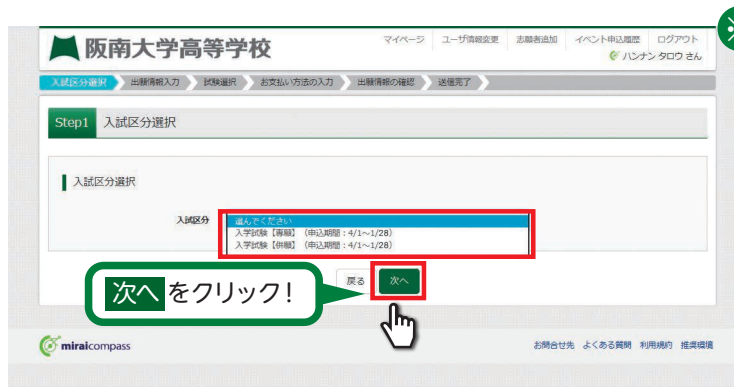 阪南大学高等学校
マイページ ユーザ情報変更 志願者追加 イベント申込履歴 ログアウト
ハンナン タロウ さん
入試区分選択 出願情報入力 試験選択 お支払い方法の入力 出願情報の確認 送信完了
Step1 入試区分選択
入試区分選択
入試区分 選んでください
入学試験【専願】（申込期間：4/1～1/28）
入学試験【併願】（申込期間：4/1～1/28）
戻る 次へ
次へ をクリック！
miraicompass
お問合せ先 よくある質問 利用規約 推奨環境
※